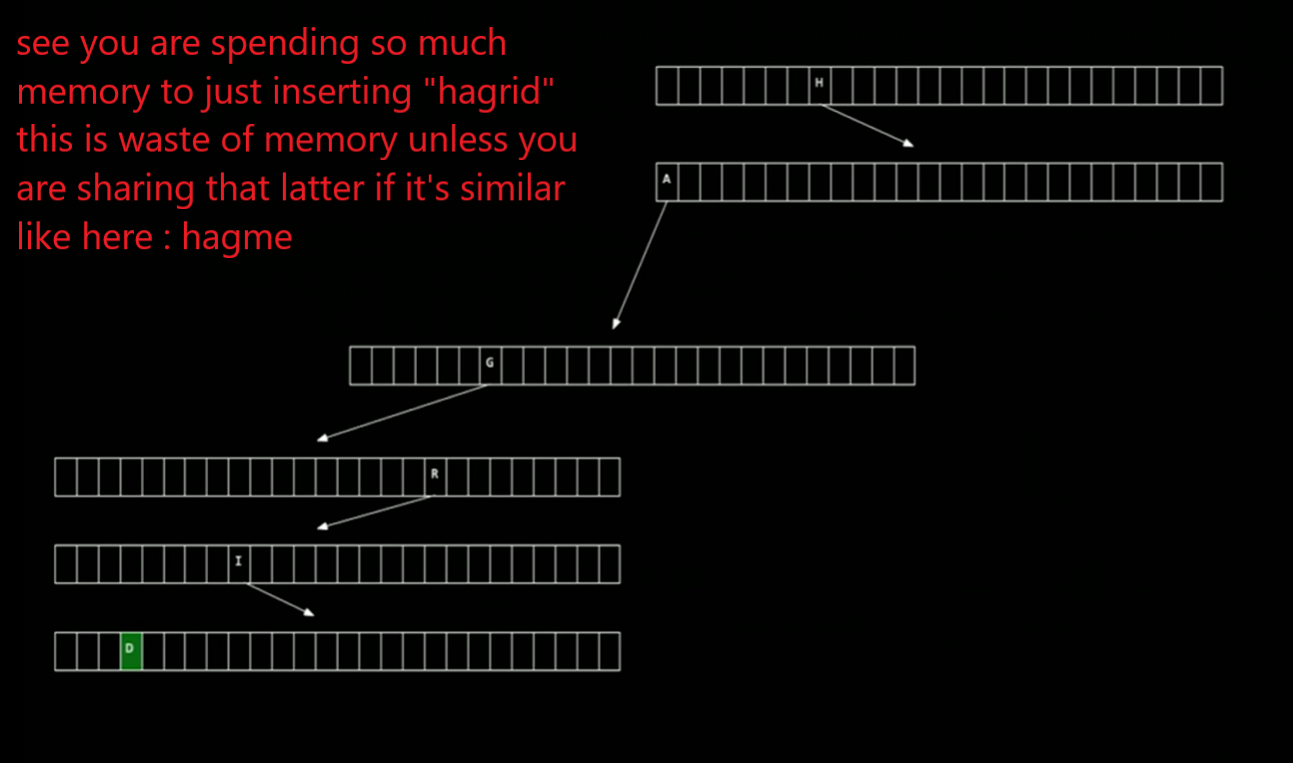 see you are spending so much
memory to just inserting "hagrid"
this is waste of memory unless you
are sharing that latter if it's similar
like here : hagme
H
A
G
R
I
D